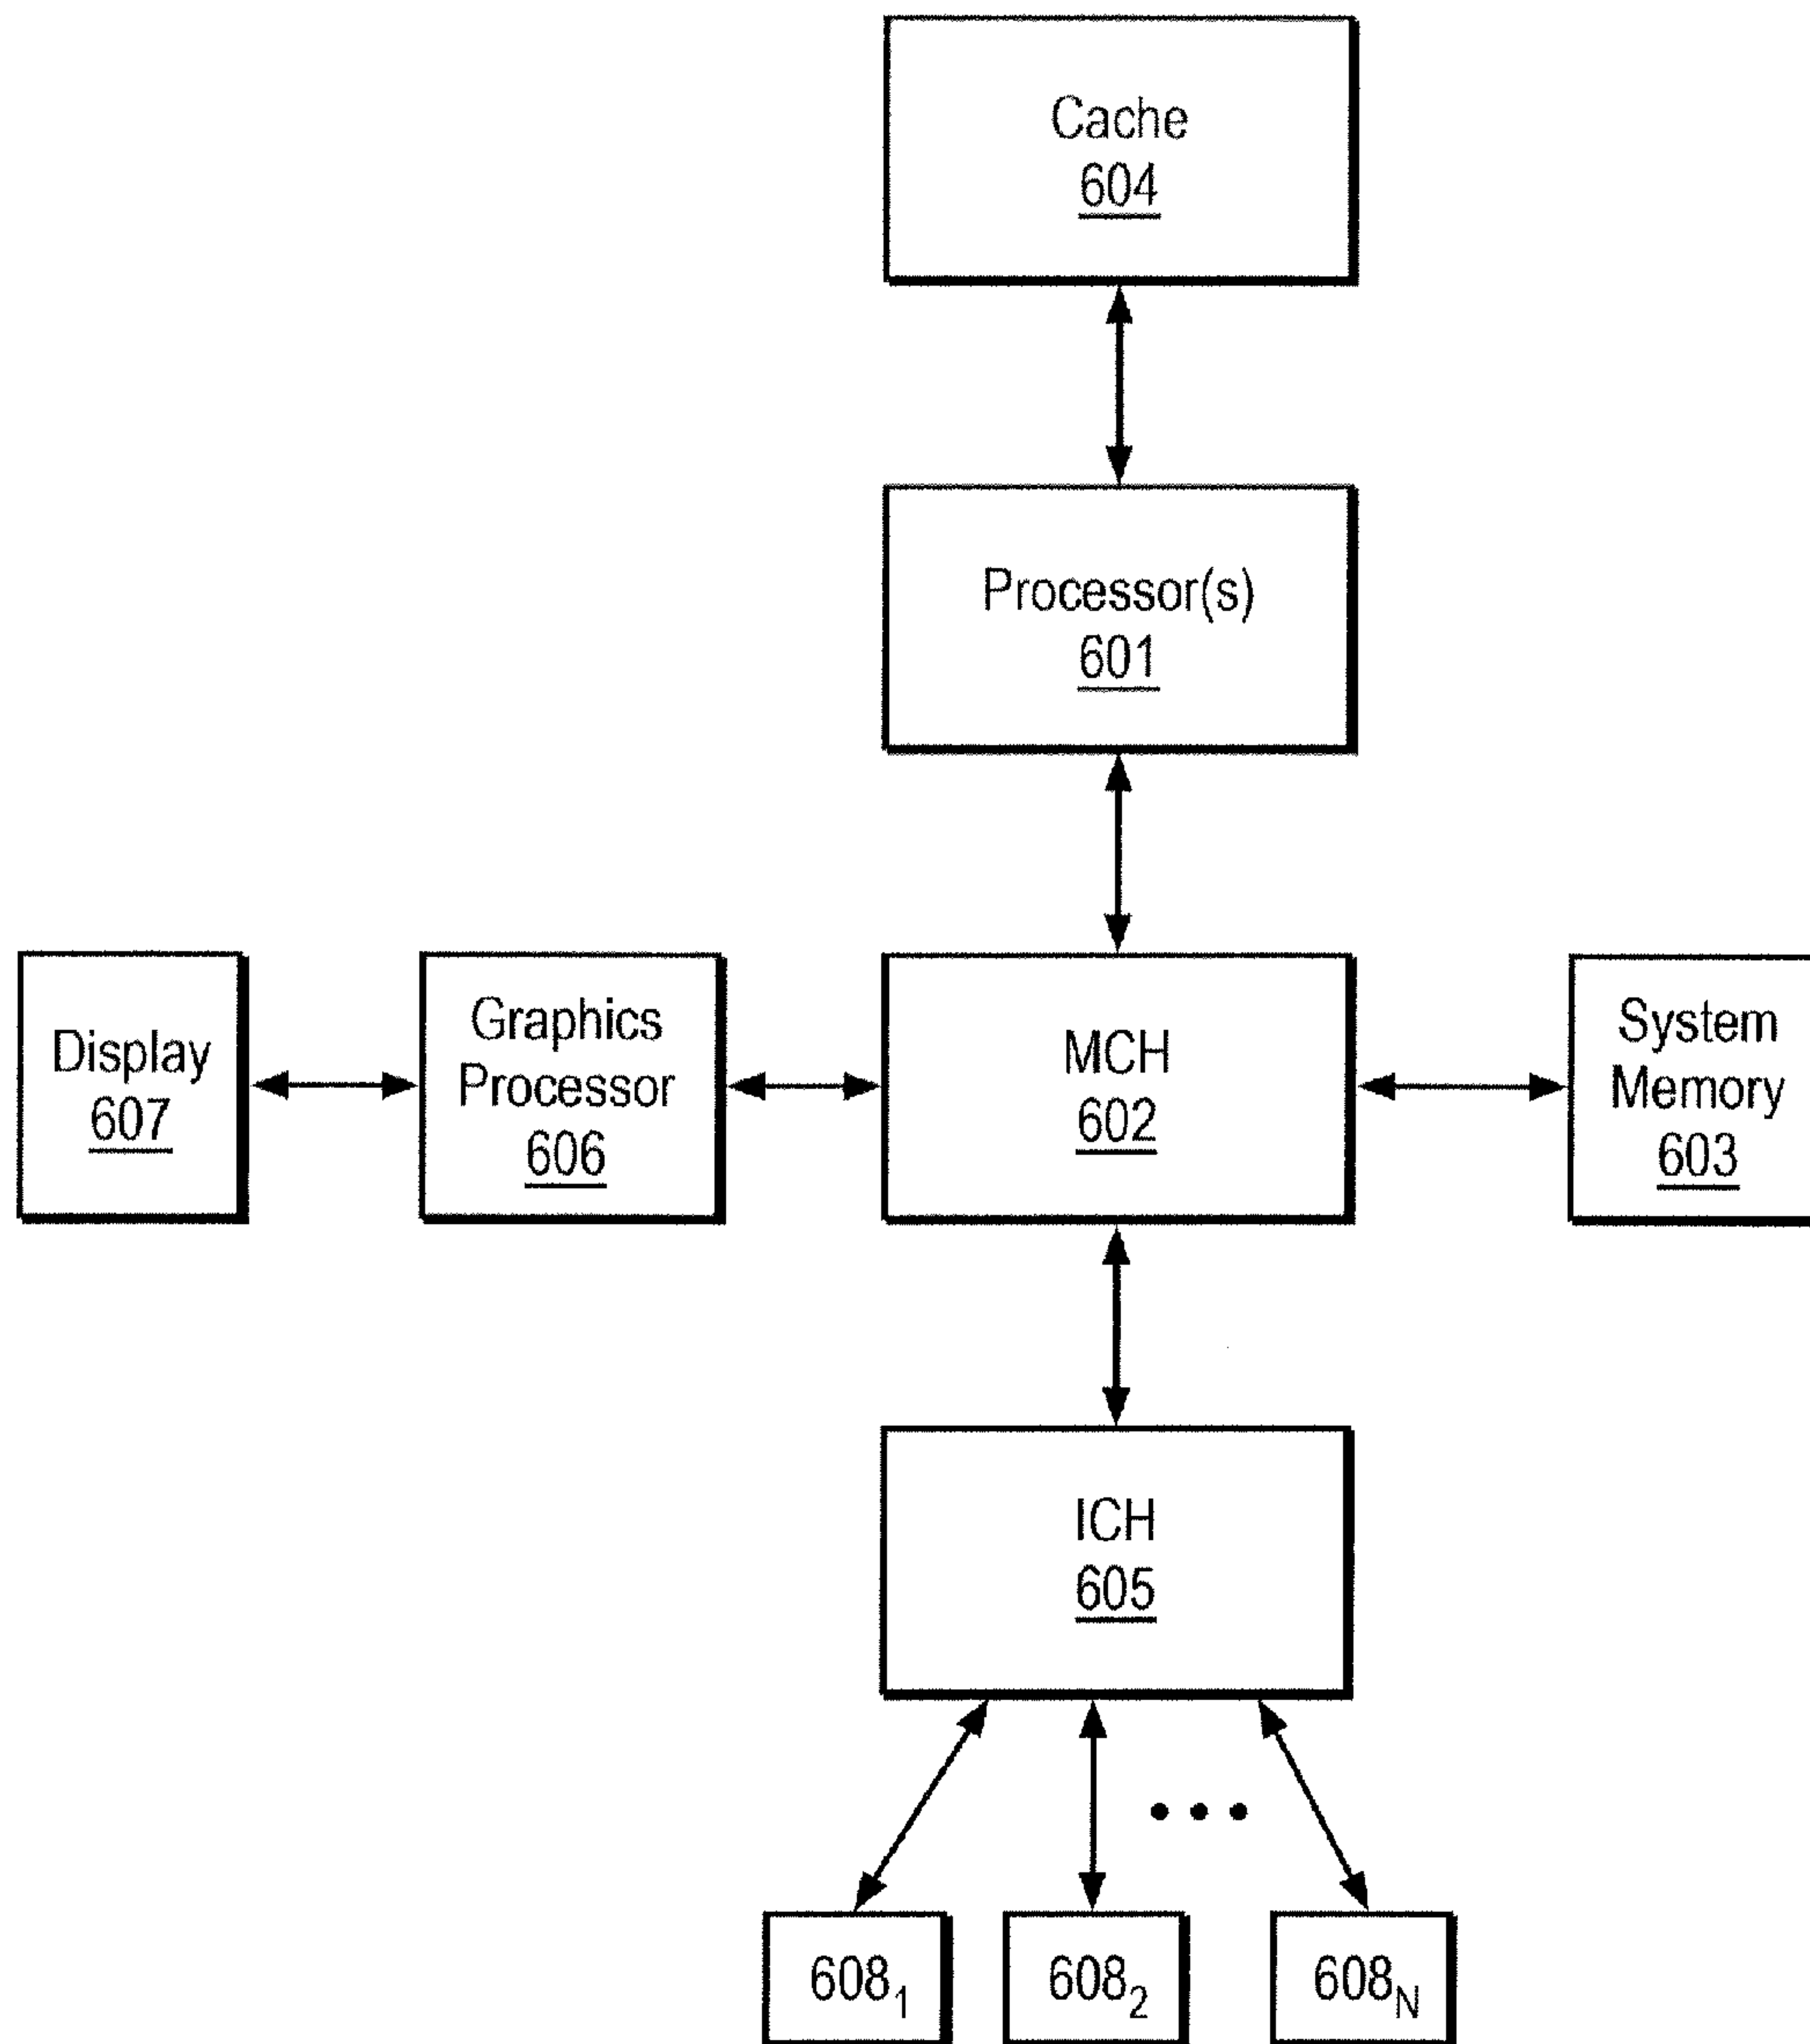 Cache
604
Processor(s)
601
Display
607
Graphics
Processor
606
MCH
602
System
Memory
603
ICH
605
608₁
608₂
608N